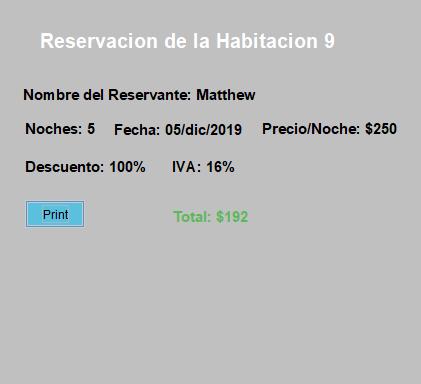 Reservacion de la Habitacion 9
Nombre del Reservante: Matthew
Noches: 5 Fecha: 05/dic/2019 Precio/Noche: $250
Descuento: 100% IVA: 16%
Print Total: $192